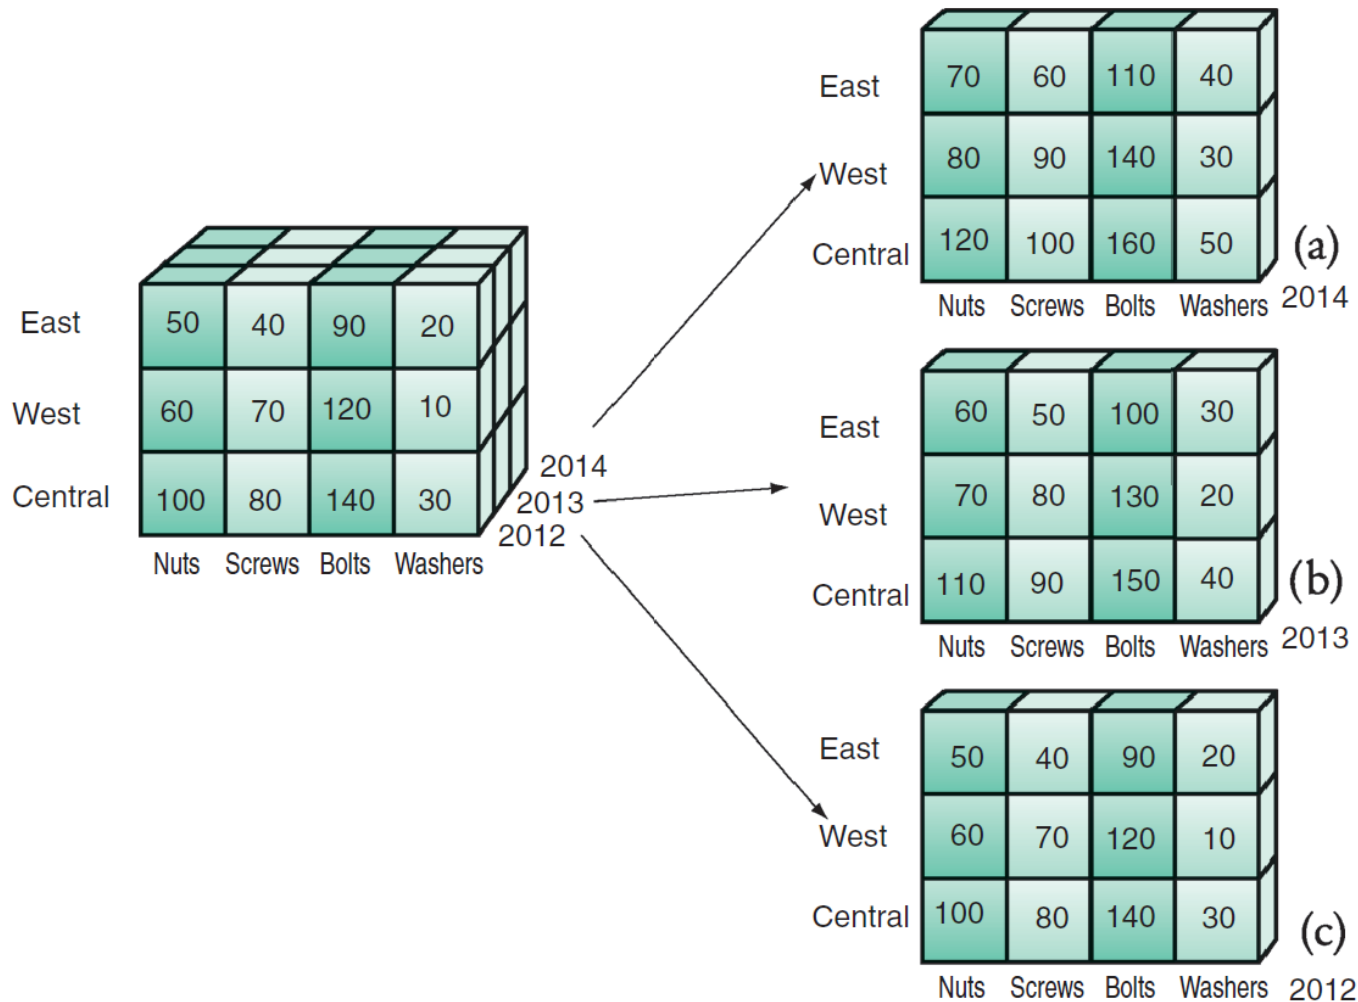 East 50 40 90 20
West 60 70 120 10
Central 100 80 140 30
Nuts Screws Bolts Washers
2014
2013
2012
East 70 60 110 40
West 80 90 140 30
Central 120 100 160 50
(a)
Nuts Screws Bolts Washers 2014
East 60 50 100 30
West 70 80 130 20
Central 110 90 150 40
(b)
Nuts Screws Bolts Washers 2013
East 50 40 90 20
West 60 70 120 10
Central 100 80 140 30
(c)
Nuts Screws Bolts Washers 2012